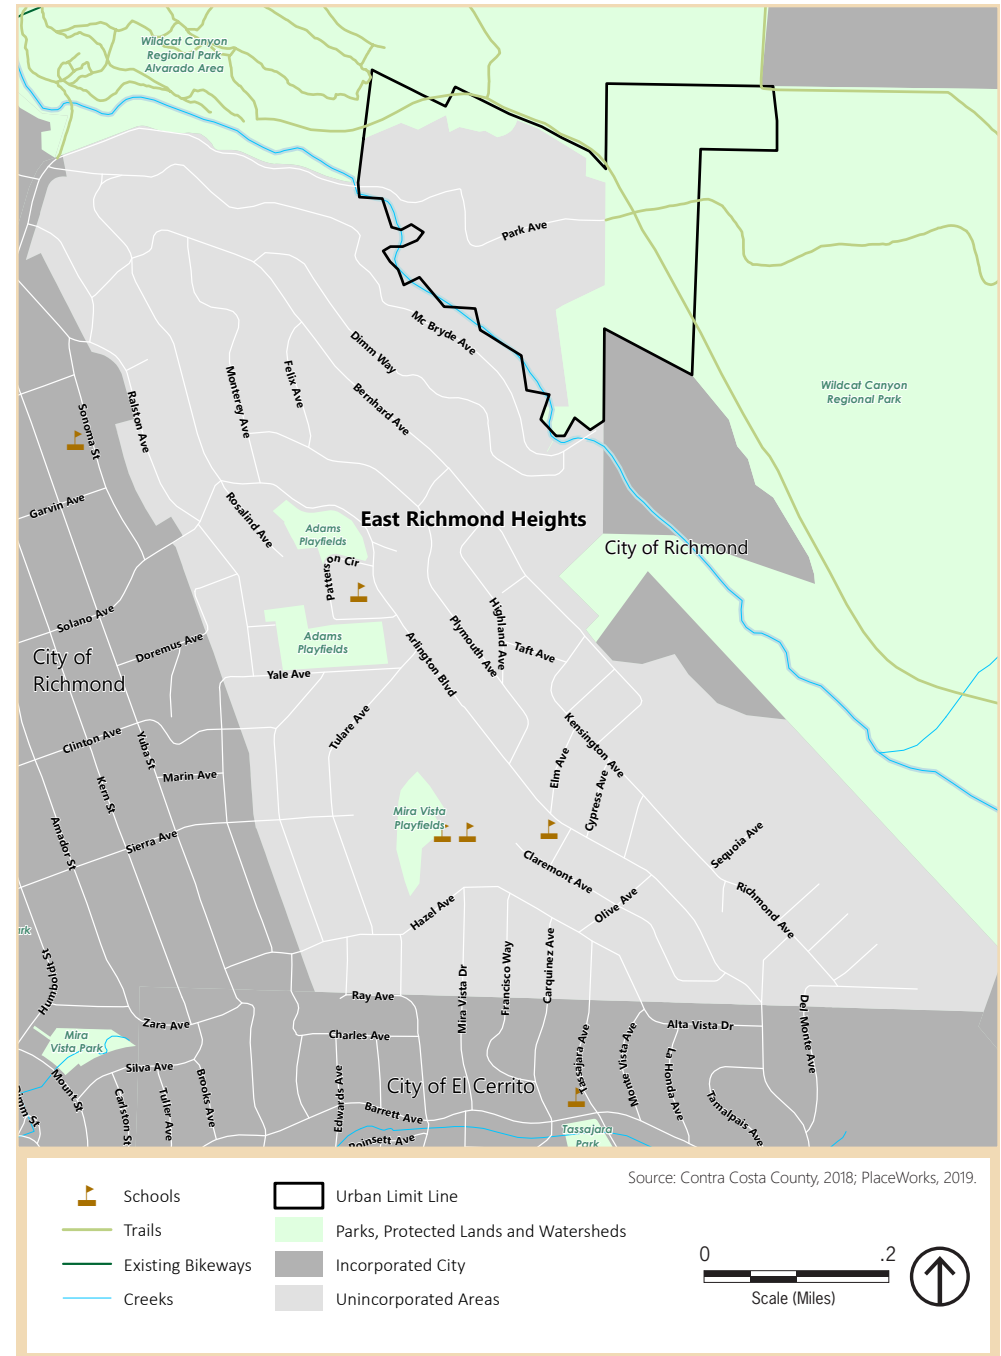 Wildcat Canyon
Regional Park
Alvarado Area
Park Ave
Mc Bryde Ave
Dimm Way
Felix Ave
Monterey Ave
Bernhard Ave
Wildcat Canyon
Regional Park
Ralston Ave
Sonoma St
Garvin Ave
Rosalind Ave
East Richmond Heights
Adams
Playfields
City of Richmond
Patterson Cir
Highland Ave
Plymouth Ave
Taft Ave
Solano Ave
Doremus Ave
Adams
Playfields
Arlington Blvd
City of
Richmond
Yale Ave
Tulare Ave
Kensington Ave
Clinton Ave
Yuba St
Marin Ave
Elm Ave
Cypress Ave
Kern St
Amador St
Sierra Ave
Mira Vista
Playfields
Sequoia Ave
Claremont Ave
Olive Ave
Richmond Ave
Hazel Ave
rk
Humboldt St
Mira Vista Dr
Francisco Way
Carquinez Ave
Ray Ave
Zara Ave
Charles Ave
Tassajara Ave
Monte Vista Ave
Alta Vista Dr
Del Monte Ave
Mira
Vista Park
La Honda Ave
Silva Ave
Mount St
Brooks Ave
Tuller Ave
Carlston St
Edwards Ave
City of El Cerrito
Barrett Ave
Tamalpais Ave
Poinsett Ave
Tassajara
Park
Source: Contra Costa County, 2018; PlaceWorks, 2019.
Schools
Trails
Existing Bikeways
Creeks
Urban Limit Line
Parks, Protected Lands and Watersheds
Incorporated City
Unincorporated Areas
0 .2
Scale (Miles)